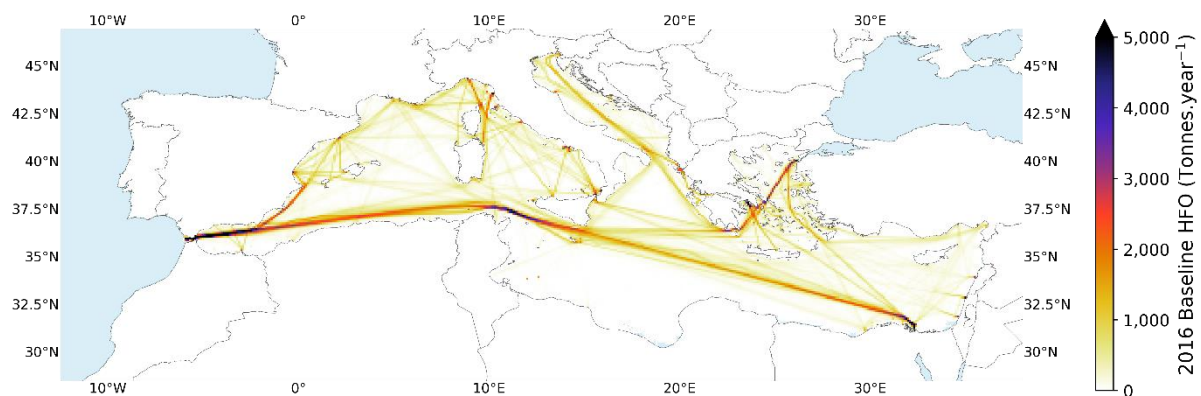 10°W 0° 10°E 20°E 30°E
45°N 45°N
42.5°N 42.5°N
40°N 40°N
37.5°N 37.5°N
35°N 35°N
32.5°N 32.5°N
30°N 30°N
10°W 0° 10°E 20°E 30°E
5,000
4,000
3,000
2,000
1,000
0
2016 Baseline HFO (Tonnes.year⁻¹)